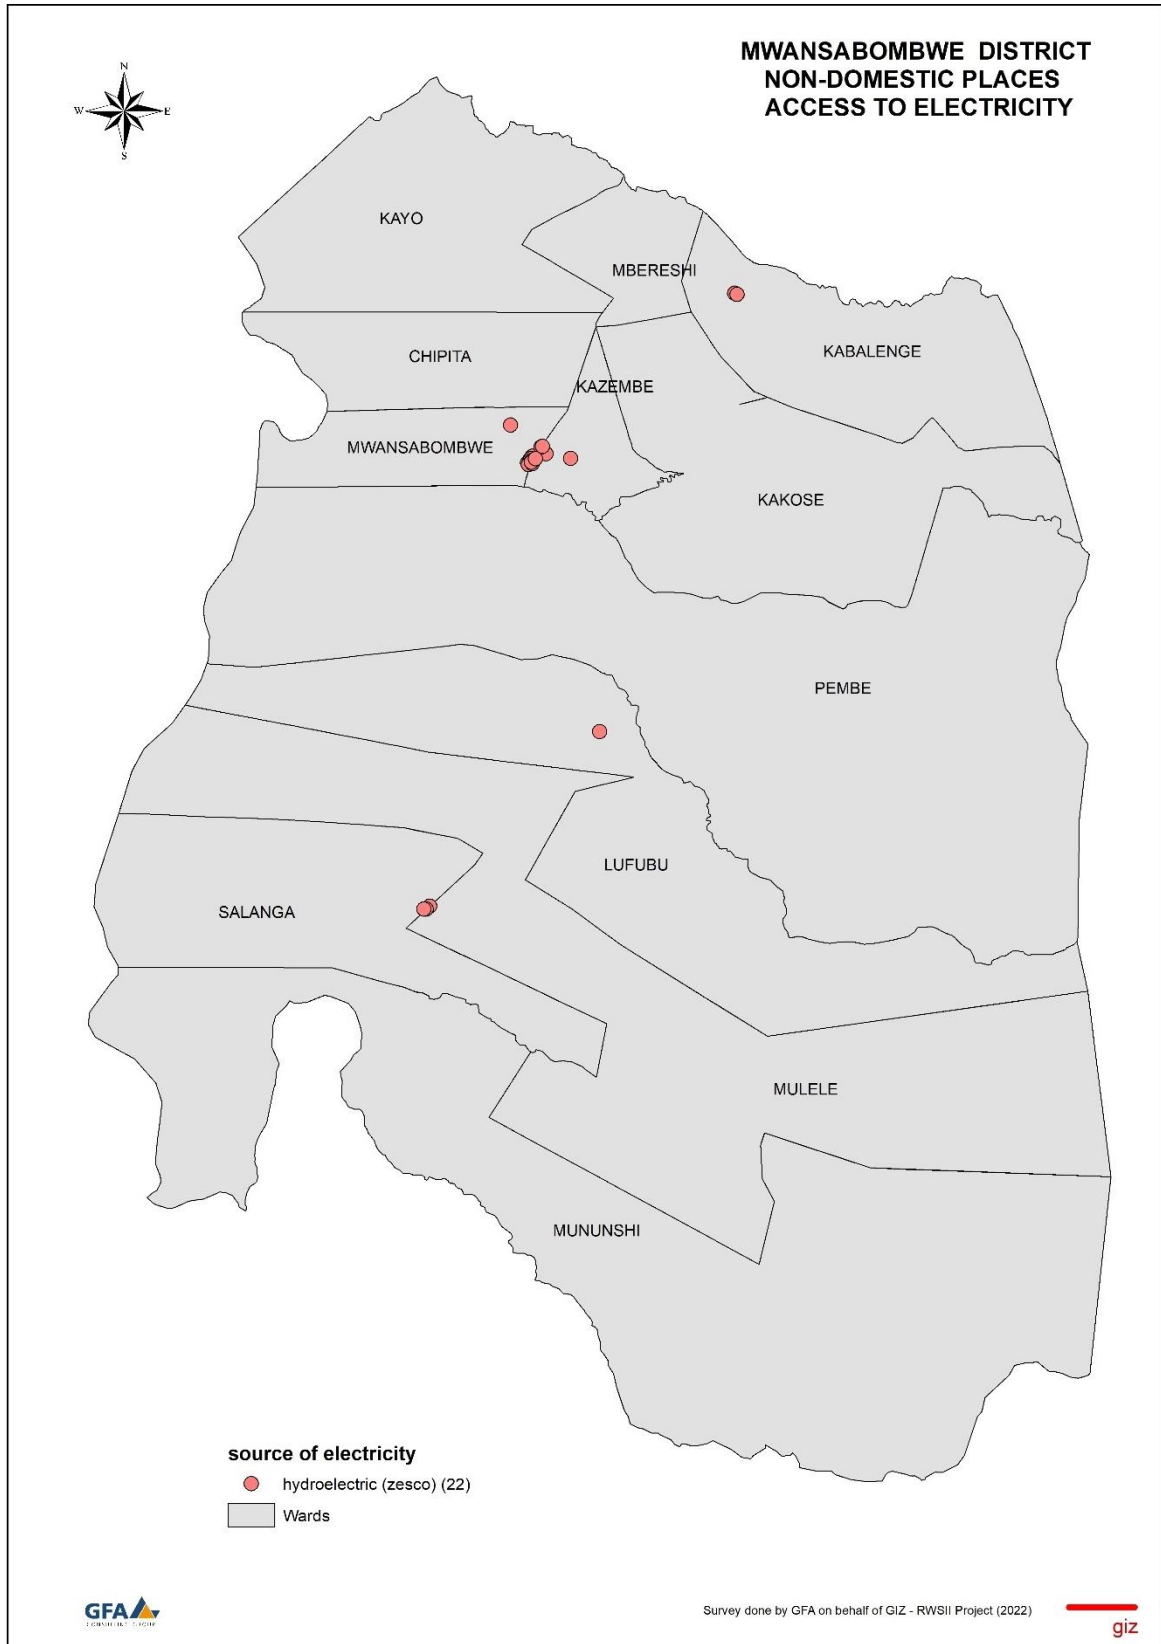 MWANSABOMBWE DISTRICT
NON-DOMESTIC PLACES
ACCESS TO ELECTRICITY
N
W
E
S
KAYO
MBERESHI
KABALENGE
CHIPITA
KAZEMBE
MWANSABOMBWE
KAKOSE
PEMBE
LUFUBU
SALANGA
MULELE
MUNUNSHI
source of electricity
hydroelectric (zesco) (22)
Wards
GFA
CONSULTING GROUP
Survey done by GFA on behalf of GIZ - RWSII Project (2022)
giz